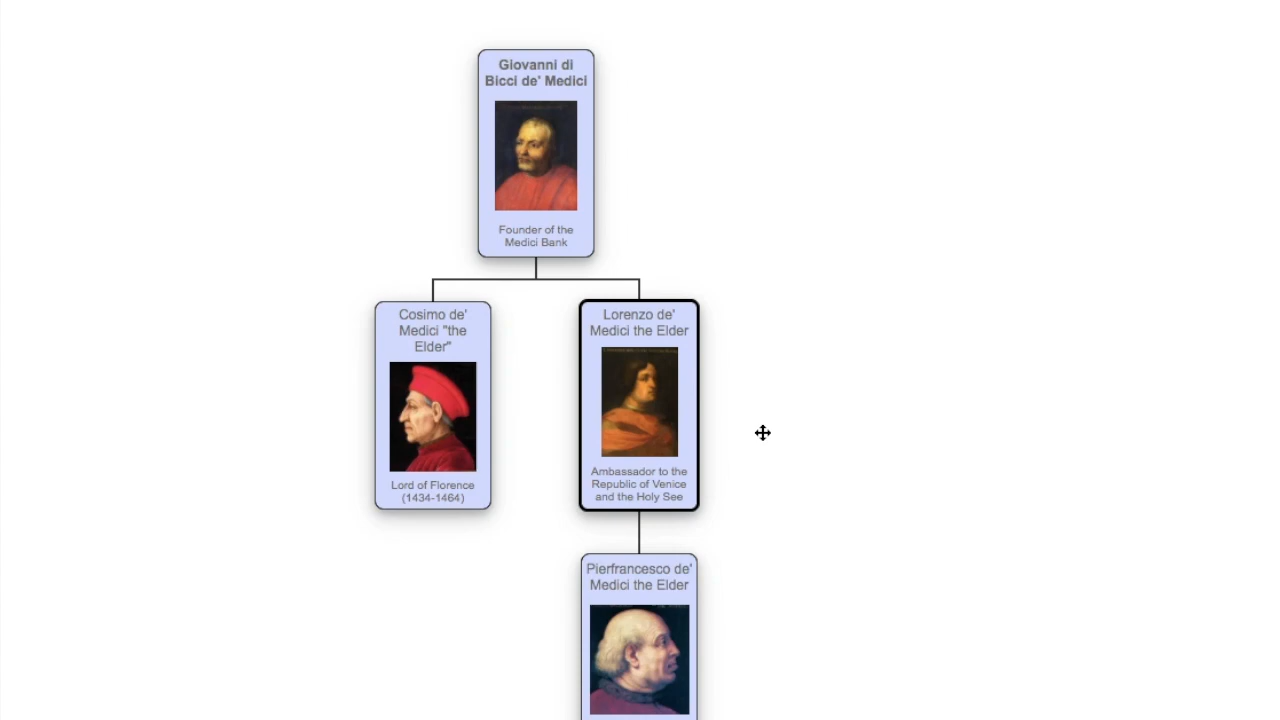 Giovanni di
Bicci de' Medici
Founder of the
Medici Bank
Cosimo de'
Medici "the
Elder"
Lord of Florence
(1434-1464)
Lorenzo de'
Medici the Elder
Ambassador to the
Republic of Venice
and the Holy See
Pierfrancesco de'
Medici the Elder